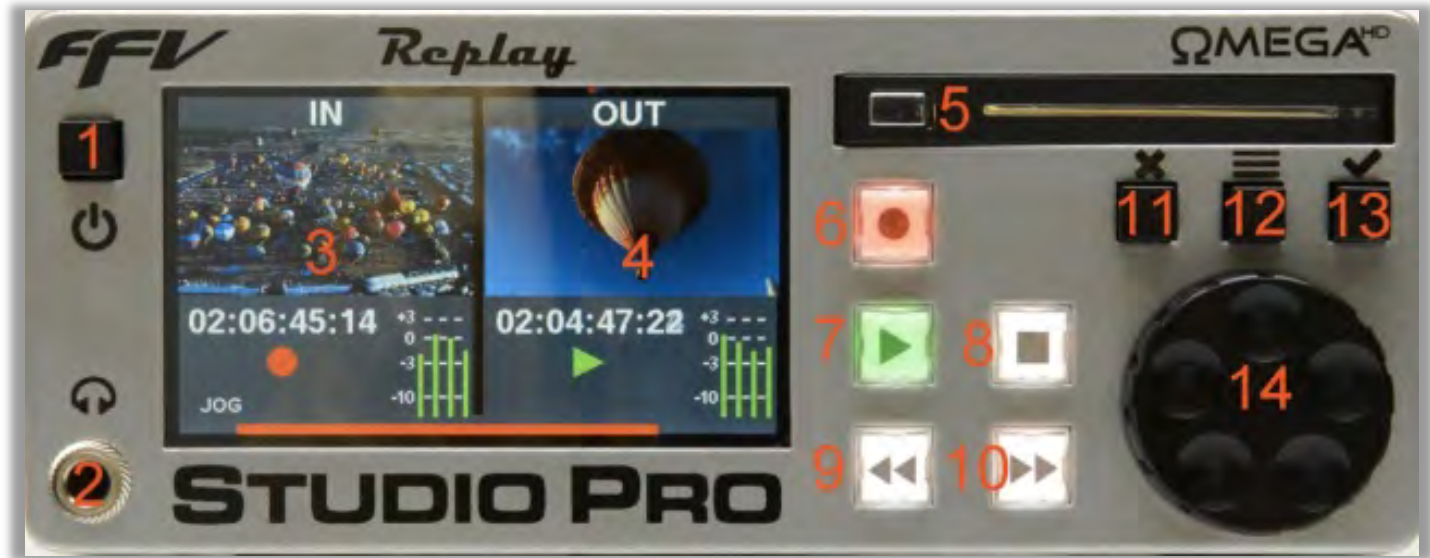 FFV Replay ΩMEGA HD
IN OUT
1 2 3 4 5 6 7 8 9 10 11 12 13 14
02:06:45:14 02:04:47:22
+3 +3
0 0
-3 -3
-10 -10
JOG
STUDIO PRO